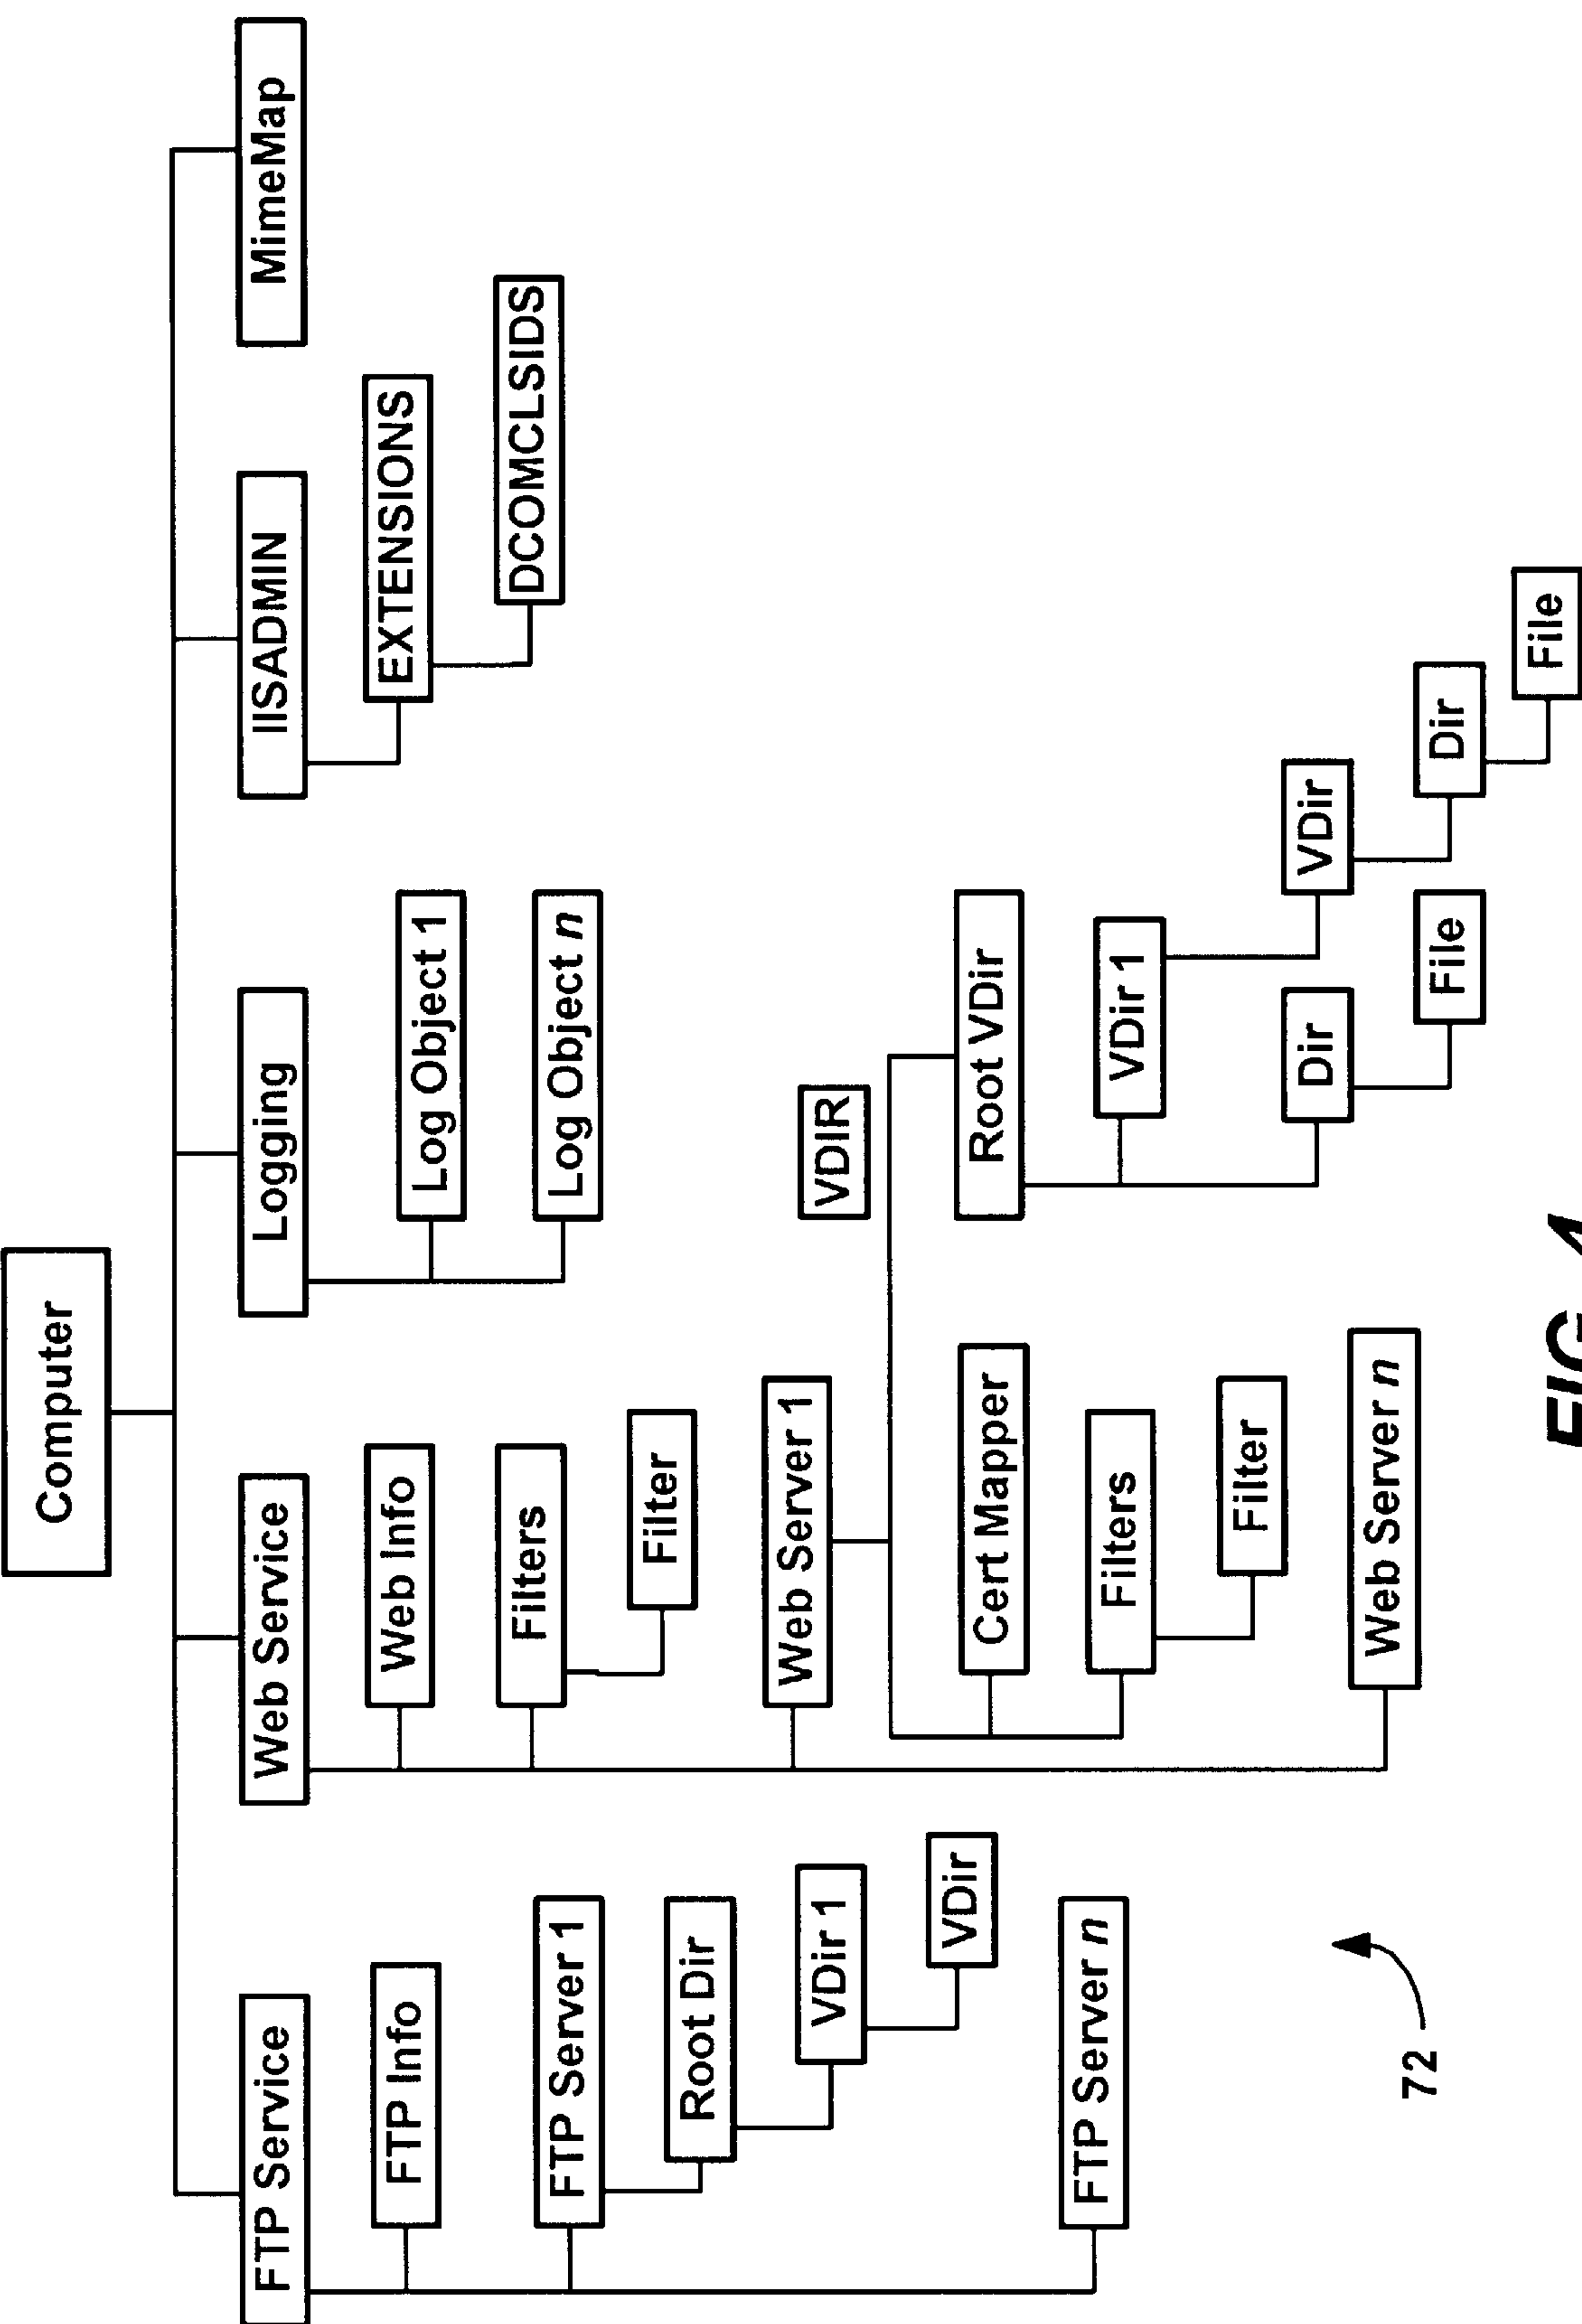 Computer
FTP Service
Web Service
Logging
IISADMIN
MimeMap
FTP Info
FTP Server 1
Root Dir
VDir 1
VDir
FTP Server n
Web Info
Filters
Filter
Web Server 1
Cert Mapper
Filters
Filter
Web Server n
VDIR
Root VDir
VDir 1
Dir
File
VDir
Dir
File
Log Object 1
Log Object n
EXTENSIONS
DCOMCLSIDS
72
FIG. 4